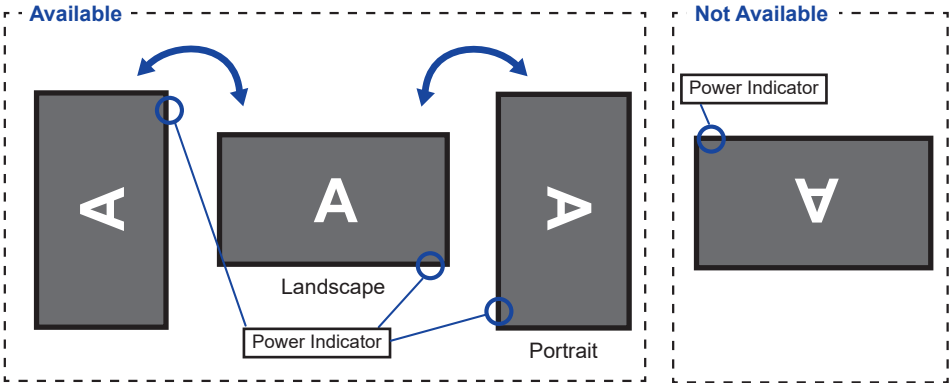 Available
Not Available
Power Indicator
A
A
A
A
Landscape
Power Indicator
Portrait